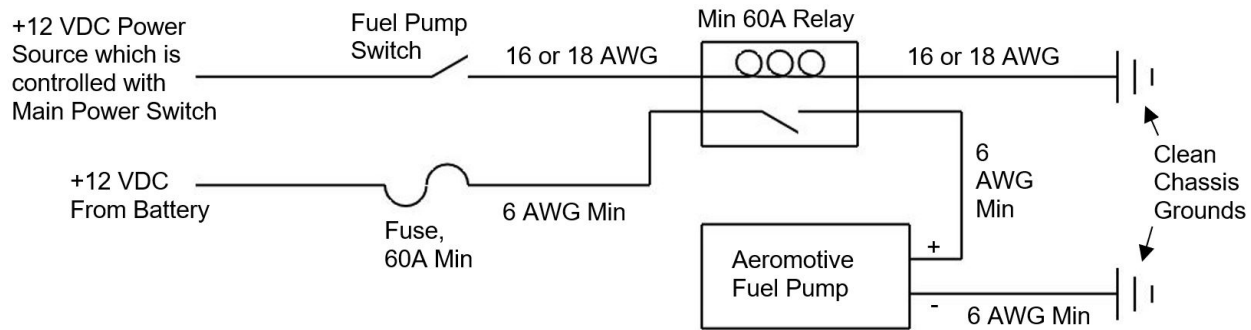 +12 VDC Power
Source which is
controlled with
Main Power Switch
Fuel Pump
Switch
16 or 18 AWG
Min 60A Relay
16 or 18 AWG
+12 VDC
From Battery
Fuse,
60A Min
6 AWG Min
6
AWG
Min
Clean
Chassis
Grounds
Aeromotive
Fuel Pump
+
-
6 AWG Min